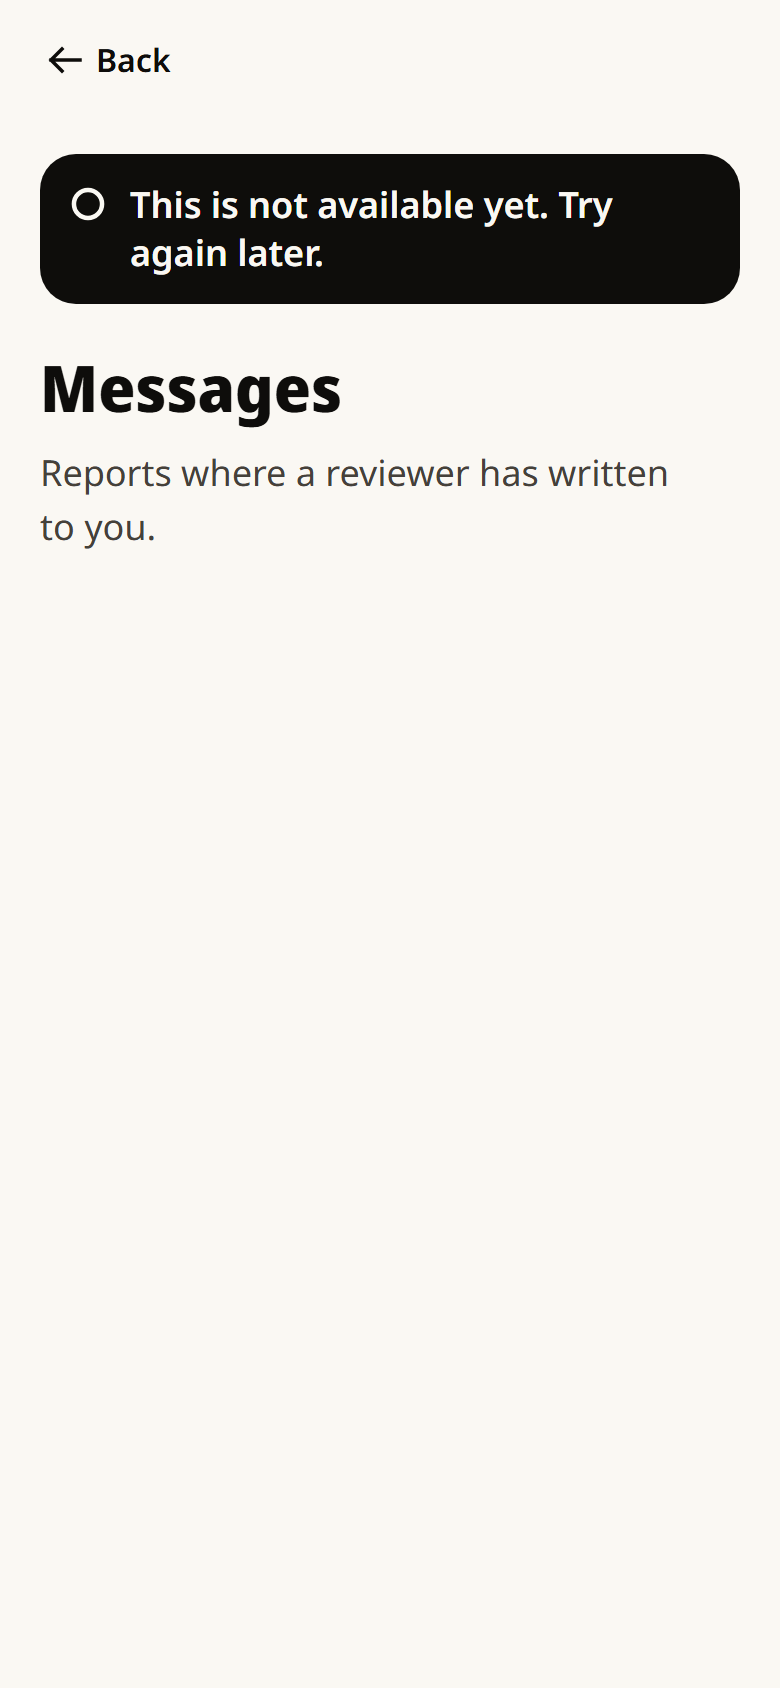 Back
This is not available yet. Try
again later.
Messages
Reports where a reviewer has written
to you.